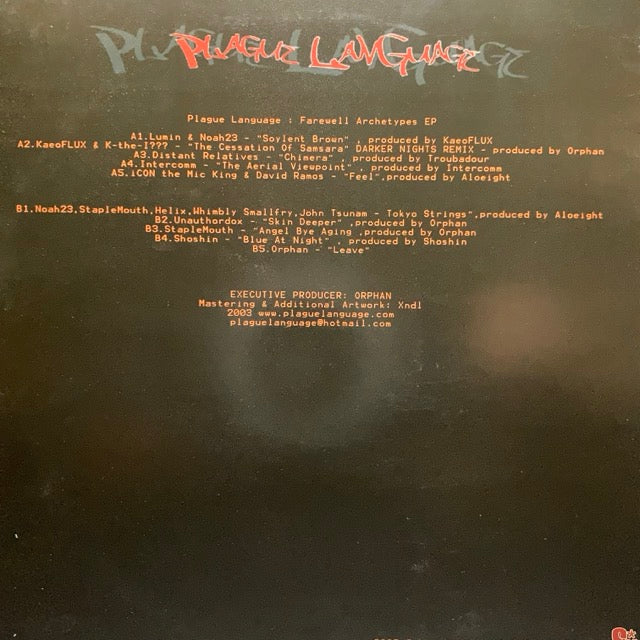 PLAGUE LANGUAGE
Plague Language : Farewell Archetypes EP
A1.Lumin & Noah23 - "Soylent Brown" , produced by KaeoFLUX
A2.KaeoFLUX & K-the-I??? - "The Cessation Of Samsara" DARKER NIGHTS REMIX - produced by Orphan
A3.Distant Relatives - "Chimera" , produced by Troubadour
A4.Intercomm - "The Aerial Viewpoint", produced by Intercomm
A5.iCON the Mic King & David Ramos - "Feel",produced by Aloeight
B1.Noah23,StapleMouth,Helix,Whimbly Smallfry,John Tsunam - Tokyo Strings",produced by Aloeight
B2.Unauthordox - "Skin Deeper" ,produced by Orphan
B3.StapleMouth - "Angel Bye Aging ,produced by Orphan
B4.Shoshin - "Blue At Night" , produced by Shoshin
B5.Orphan - "Leave"
EXECUTIVE PRODUCER: ORPHAN
Mastering & Additional Artwork: Xndl
2003 www.plaguelanguage.com
plaguelanguage@hotmail.com